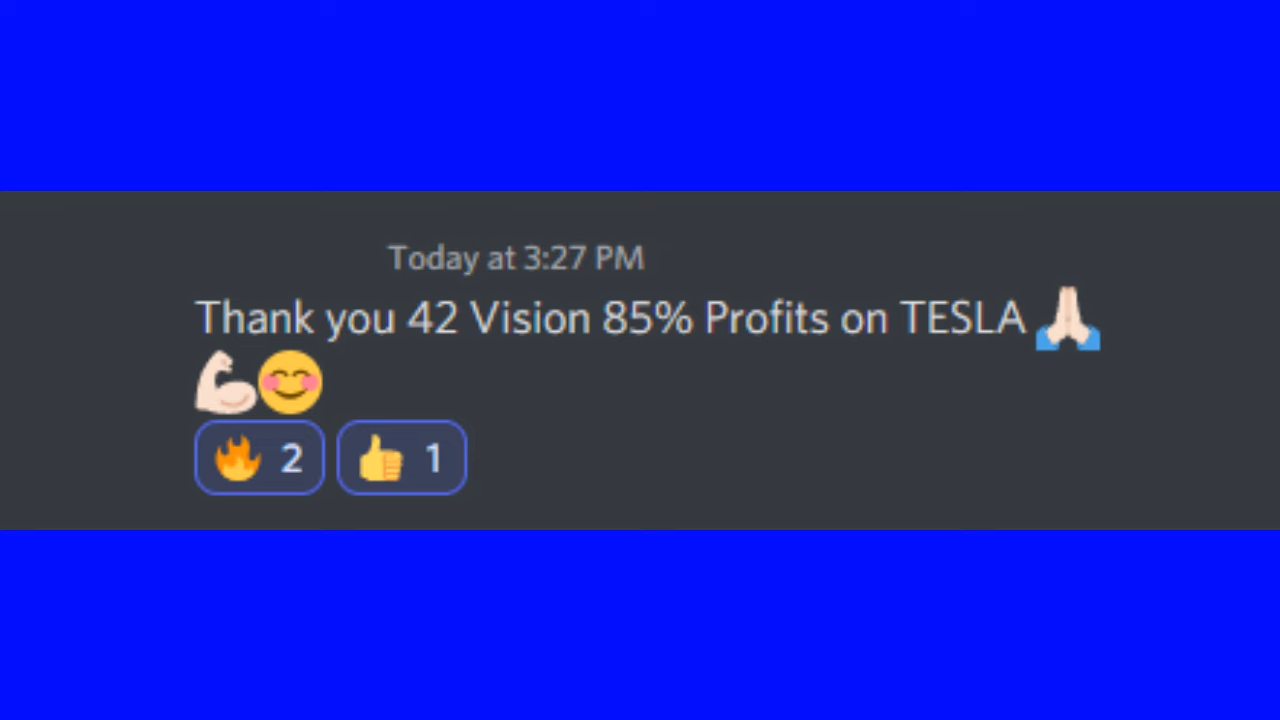 Today at 3:27 PM
Thank you 42 Vision 85% Profits on TESLA 🙏🏻
💪🏻😊
🔥 2 👍 1